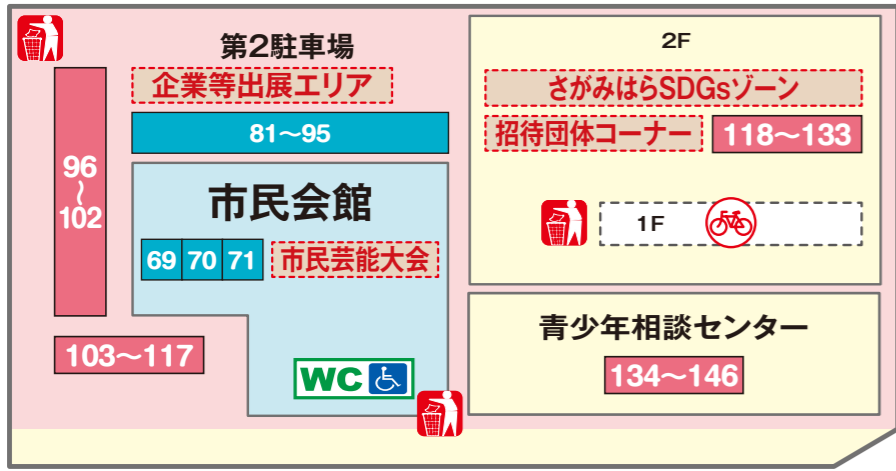 第2駐車場
企業等出展エリア
81〜95
96〜102
市民会館
69 70 71
市民芸能大会
103〜117
WC
2F
さがみはらSDGsゾーン
招待団体コーナー
118〜133
1F
青少年相談センター
134〜146